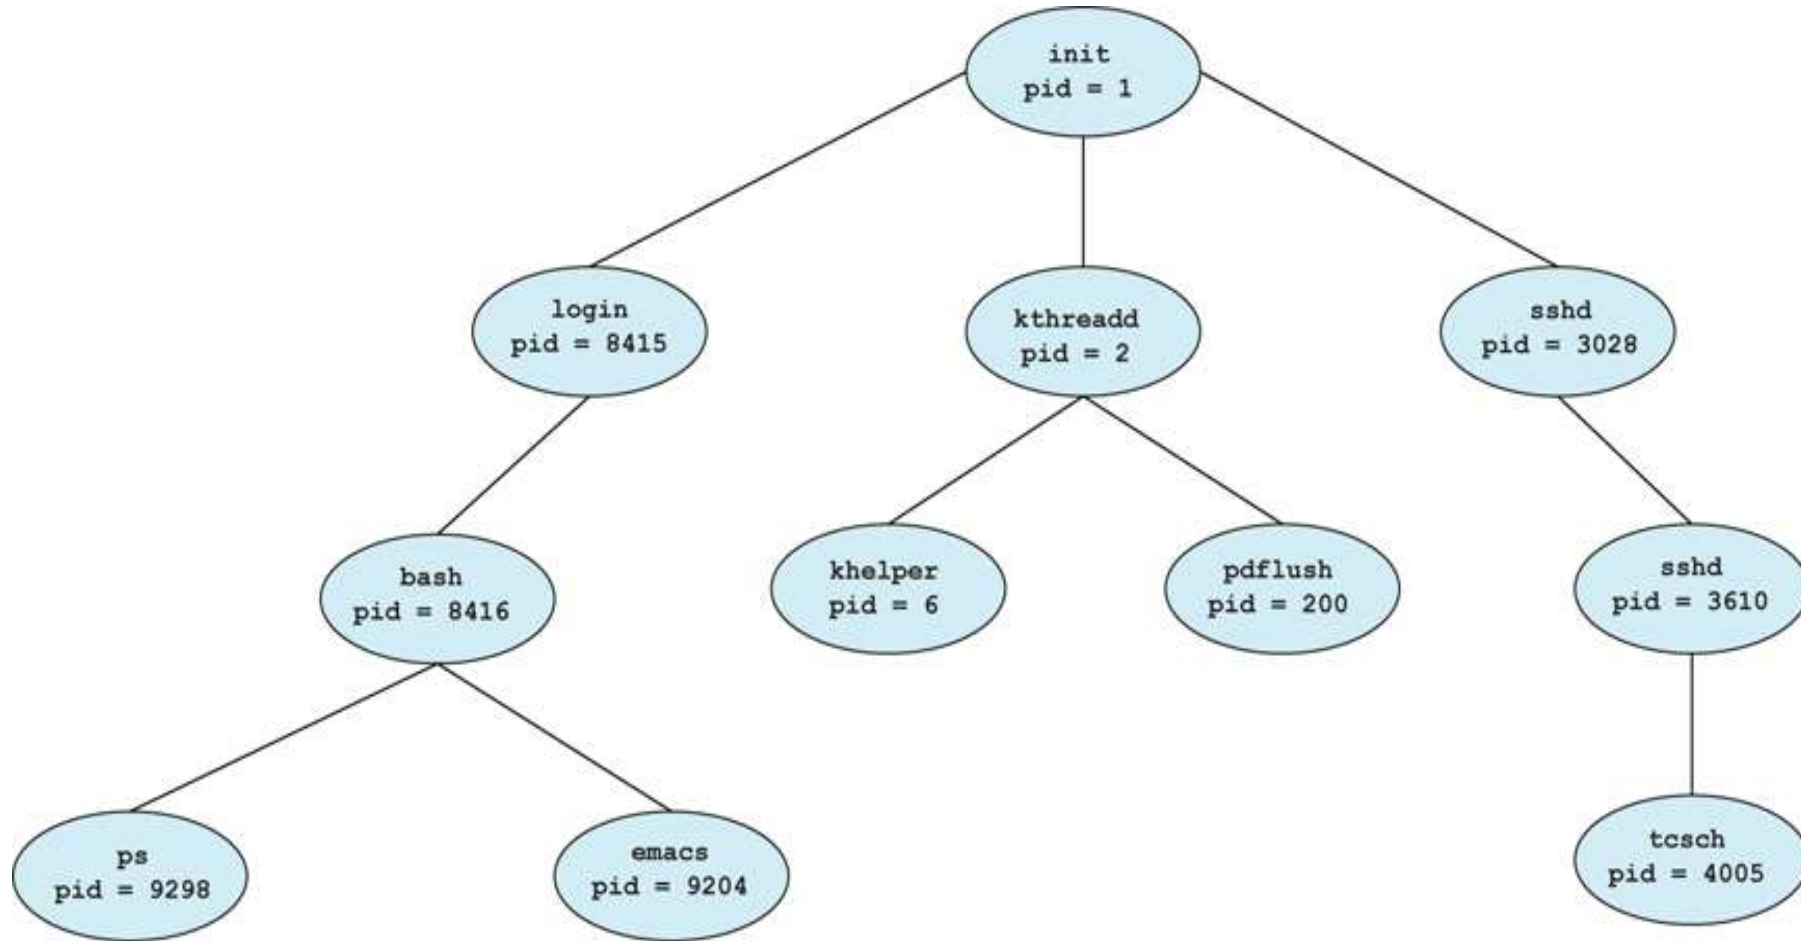 init
pid = 1
login
pid = 8415
kthreadd
pid = 2
sshd
pid = 3028
bash
pid = 8416
khelper
pid = 6
pdflush
pid = 200
sshd
pid = 3610
ps
pid = 9298
emacs
pid = 9204
tcsch
pid = 4005